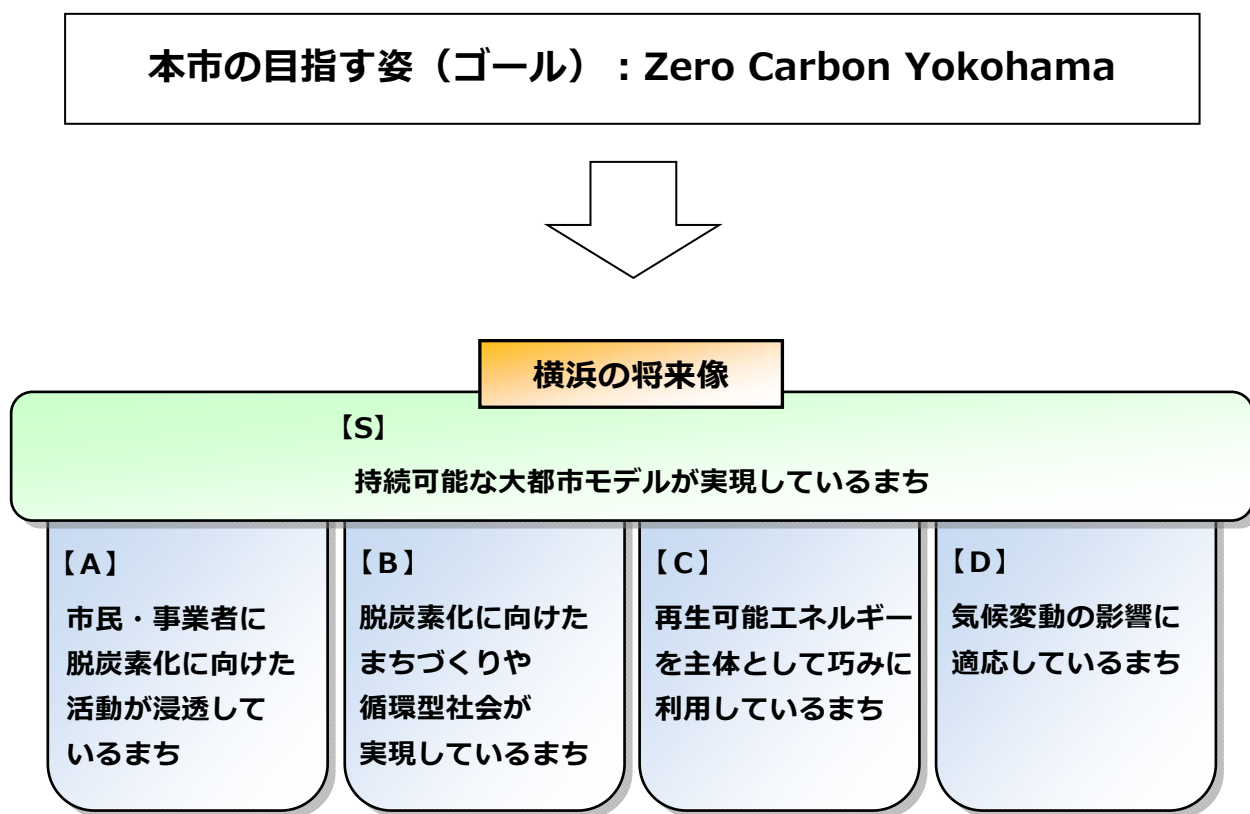 本市の目指す姿（ゴール）：Zero Carbon Yokohama
横浜の将来像
【S】
持続可能な大都市モデルが実現しているまち
【A】
市民・事業者に
脱炭素化に向けた
活動が浸透して
いるまち
【B】
脱炭素化に向けた
まちづくりや
循環型社会が
実現しているまち
【C】
再生可能エネルギー
を主体として巧みに
利用しているまち
【D】
気候変動の影響に
適応しているまち